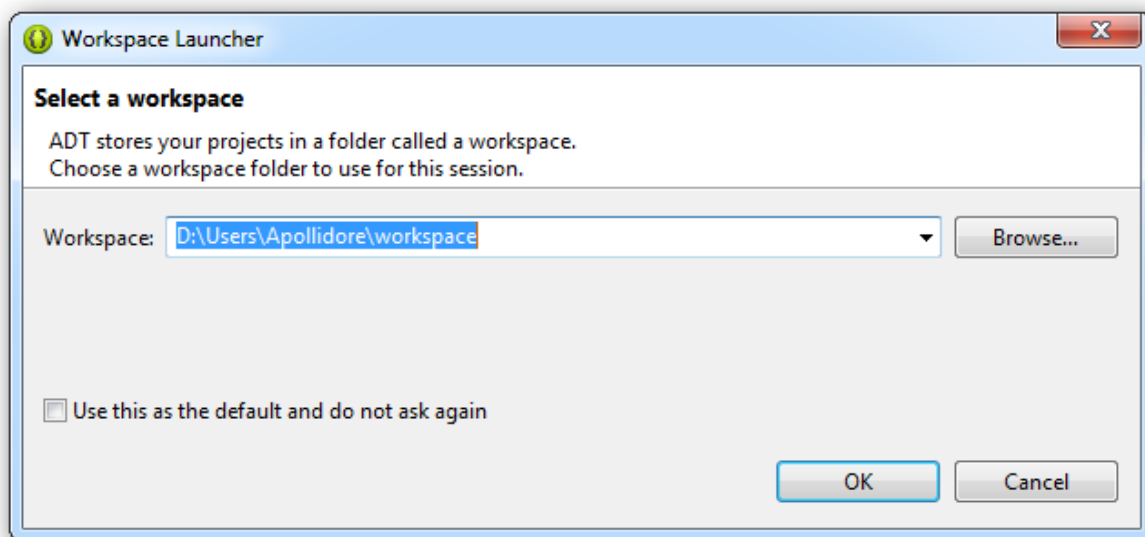 Workspace Launcher
Select a workspace
ADT stores your projects in a folder called a workspace.
Choose a workspace folder to use for this session.
Workspace: D:\Users\Apollidore\workspace Browse...
Use this as the default and do not ask again
OK Cancel